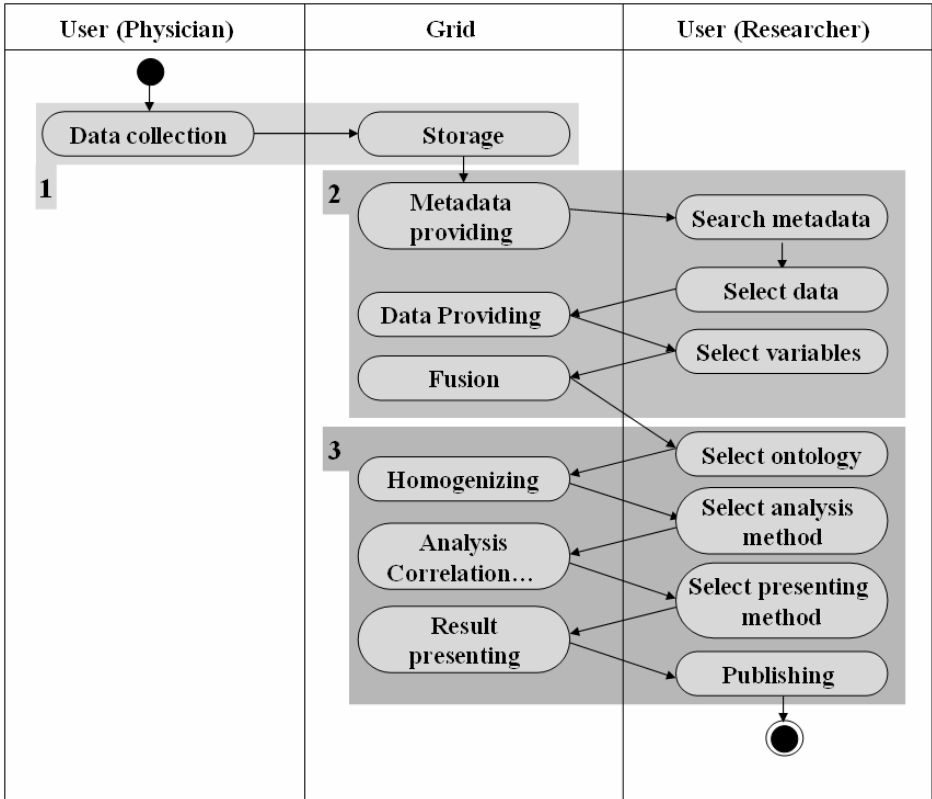 User (Physician)
Grid
User (Researcher)
Data collection
Storage
1
2
Metadata
providing
Search metadata
Select data
Data Providing
Select variables
Fusion
3
Select ontology
Homogenizing
Select analysis
method
Analysis
Correlation…
Select presenting
method
Result
presenting
Publishing